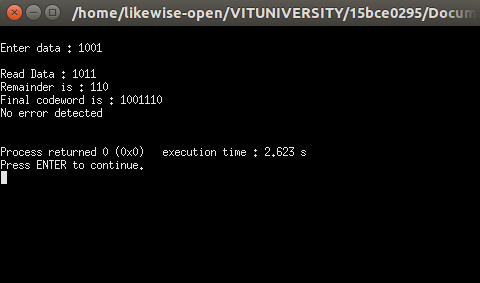 /home/likewise-open/VITUNIVERSITY/15bce0295/Docum
Enter data : 1001
Read Data : 1011
Remainder is : 110
Final codeword is : 1001110
No error detected
Process returned 0 (0x0)   execution time : 2.623 s
Press ENTER to continue.